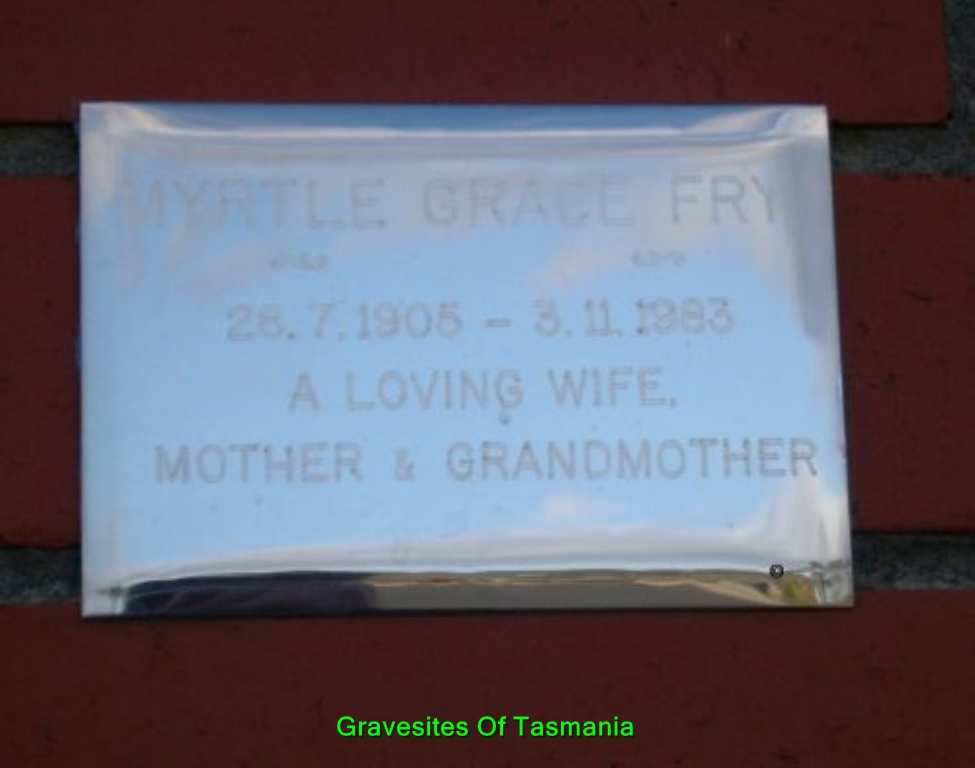 MYRTLE GRACE FRY
28.7.1905 - 3.11.1983
A LOVING WIFE,
MOTHER & GRANDMOTHER
Gravesites Of Tasmania